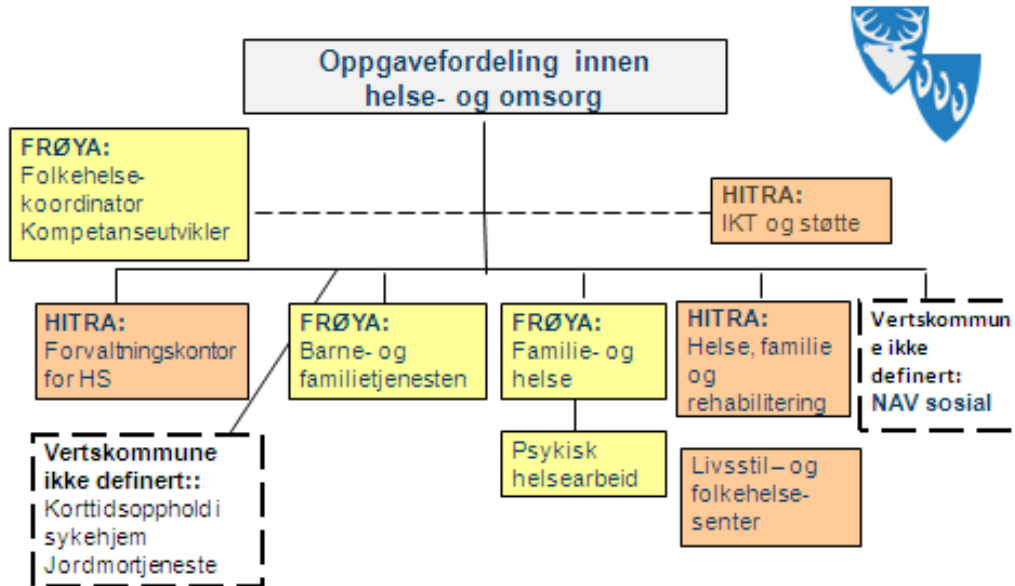 Oppgavefordeling innen
helse- og omsorg
FRØYA:
Folkehelse-
koordinator
Kompetanseutvikler
HITRA:
IKT og støtte
HITRA:
Forvaltningskontor
for HS
FRØYA:
Barne- og
familietjenesten
FRØYA:
Familie- og
helse
HITRA:
Helse, familie
og
rehabilitering
Vertskommun
e ikke
definert:
NAV sosial
Vertskommune
ikke definert::
Korttidsopphold i
sykehjem
Jordmortjeneste
Psykisk
helsearbeid
Livsstil – og
folkehelse-
senter